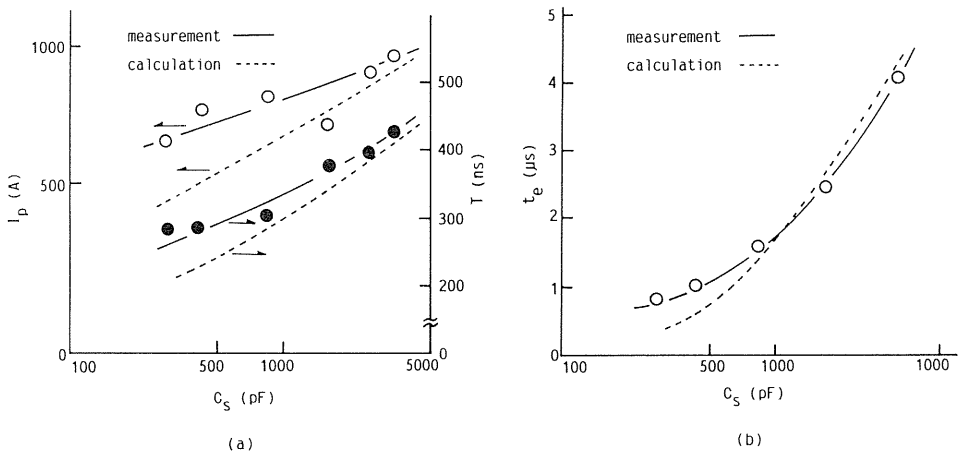 measurement
calculation
1000
500
0
I_p (A)
500
400
300
200
0
T (ns)
100
500
1000
5000
C_s (pF)
(a)
measurement
calculation
5
4
3
2
1
0
t_e (μs)
100
500
1000
1000
C_s (pF)
(b)